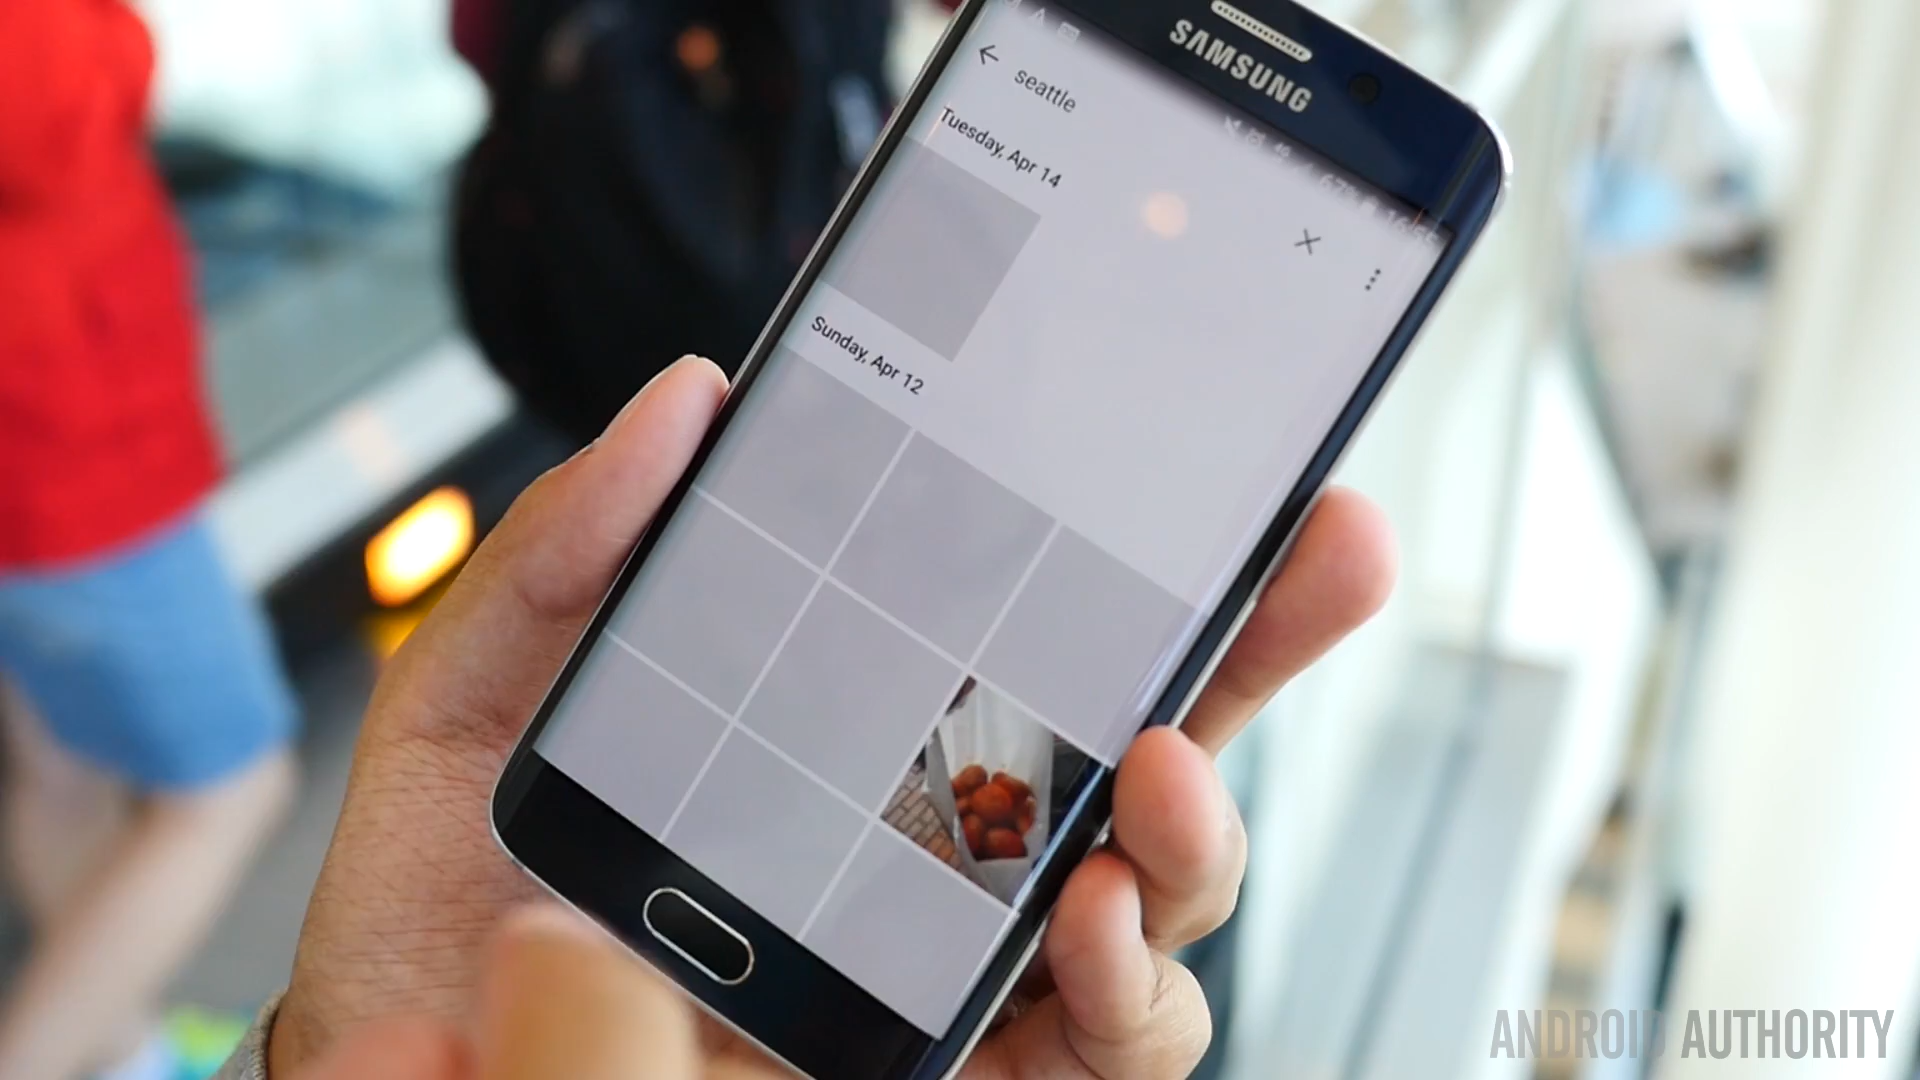 SAMSUNG
seattle
Tuesday, Apr 14
Sunday, Apr 12
ANDROID AUTHORITY